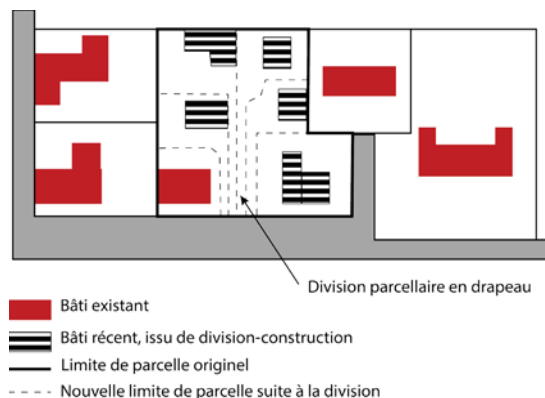 Division parcellaire en drapeau
Bâti existant
Bâti récent, issu de division-construction
Limite de parcelle originel
Nouvelle limite de parcelle suite à la division